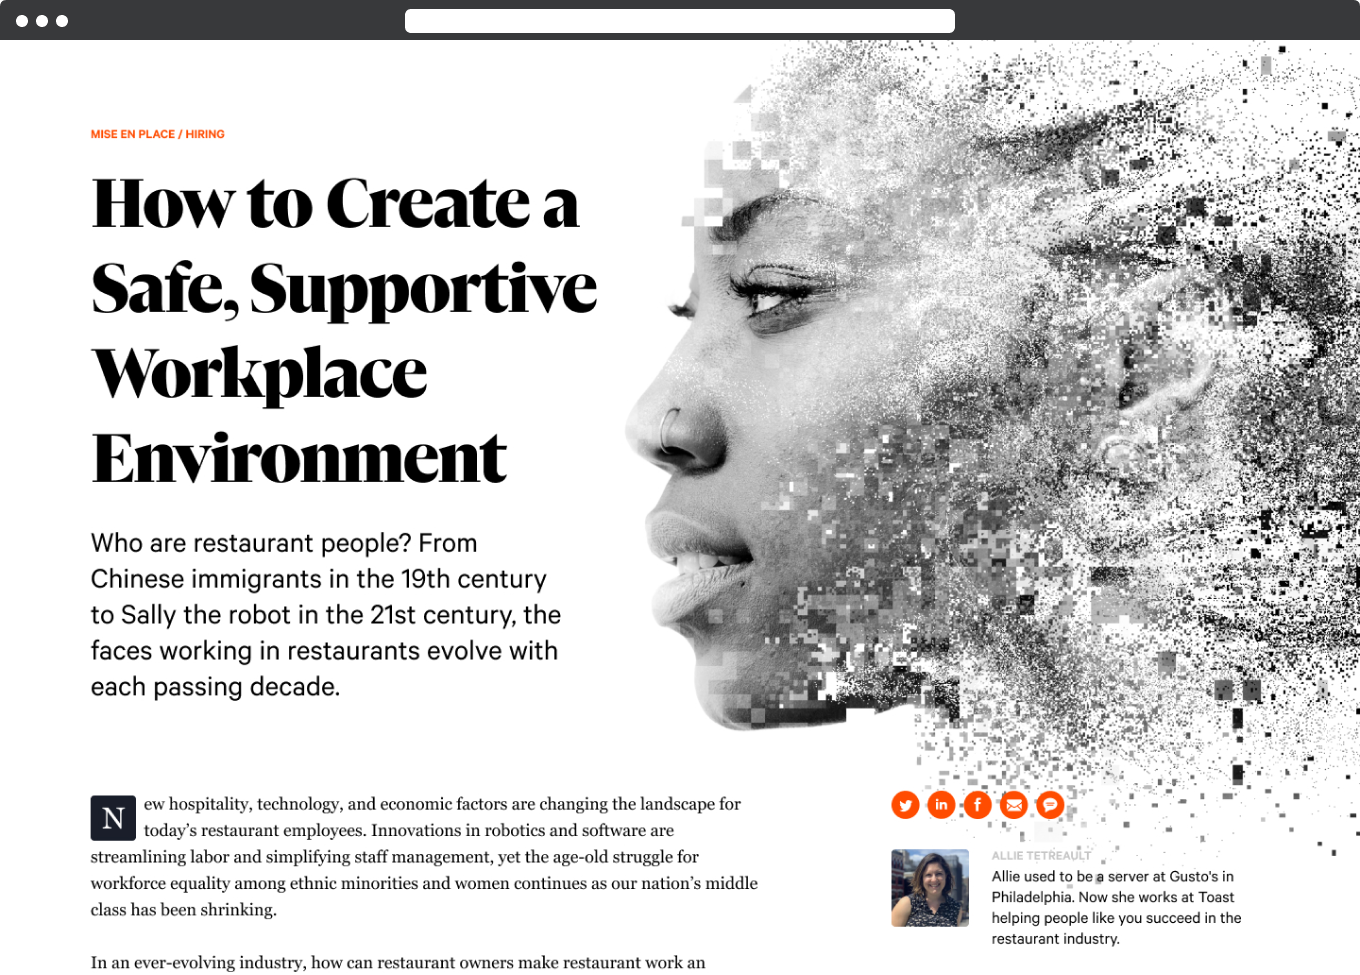 MISE EN PLACE / HIRING
How to Create a
Safe, Supportive
Workplace
Environment
Who are restaurant people? From
Chinese immigrants in the 19th century
to Sally the robot in the 21st century, the
faces working in restaurants evolve with
each passing decade.
New hospitality, technology, and economic factors are changing the landscape for
today’s restaurant employees. Innovations in robotics and software are
streamlining labor and simplifying staff management, yet the age-old struggle for
workforce equality among ethnic minorities and women continues as our nation’s middle
class has been shrinking.
In an ever-evolving industry, how can restaurant owners make restaurant work an
in
f
ALLIE TETREAULT
Allie used to be a server at Gusto's in
Philadelphia. Now she works at Toast
helping people like you succeed in the
restaurant industry.